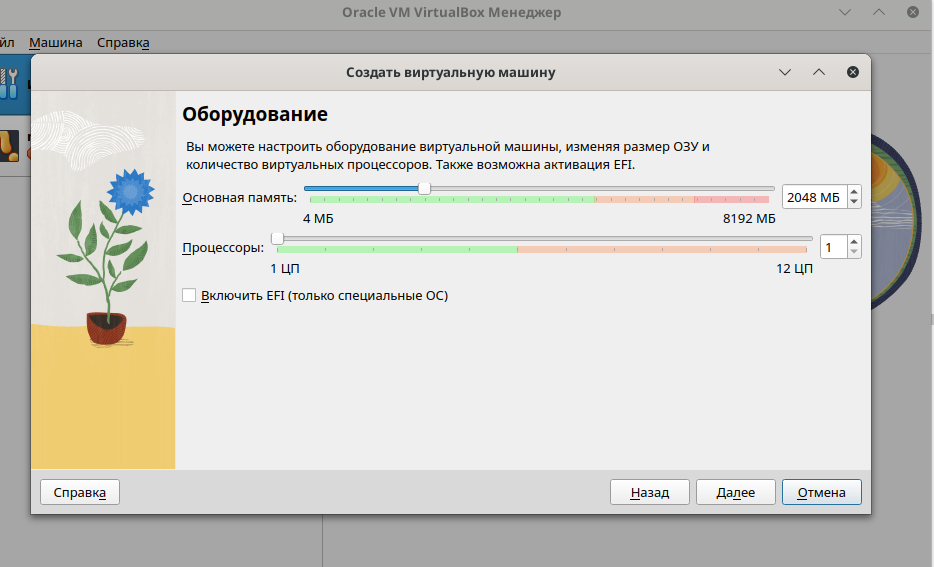 Oracle VM VirtualBox Менеджер
йл Машина Справка
Создать виртуальную машину
Оборудование
Вы можете настроить оборудование виртуальной машины, изменяя размер ОЗУ и
количество виртуальных процессоров. Также возможна активация EFI.
Основная память: 2048 МБ
4 МБ 8192 МБ
Процессоры: 1
1 ЦП 12 ЦП
Включить EFI (только специальные ОС)
Справка Назад Далее Отмена